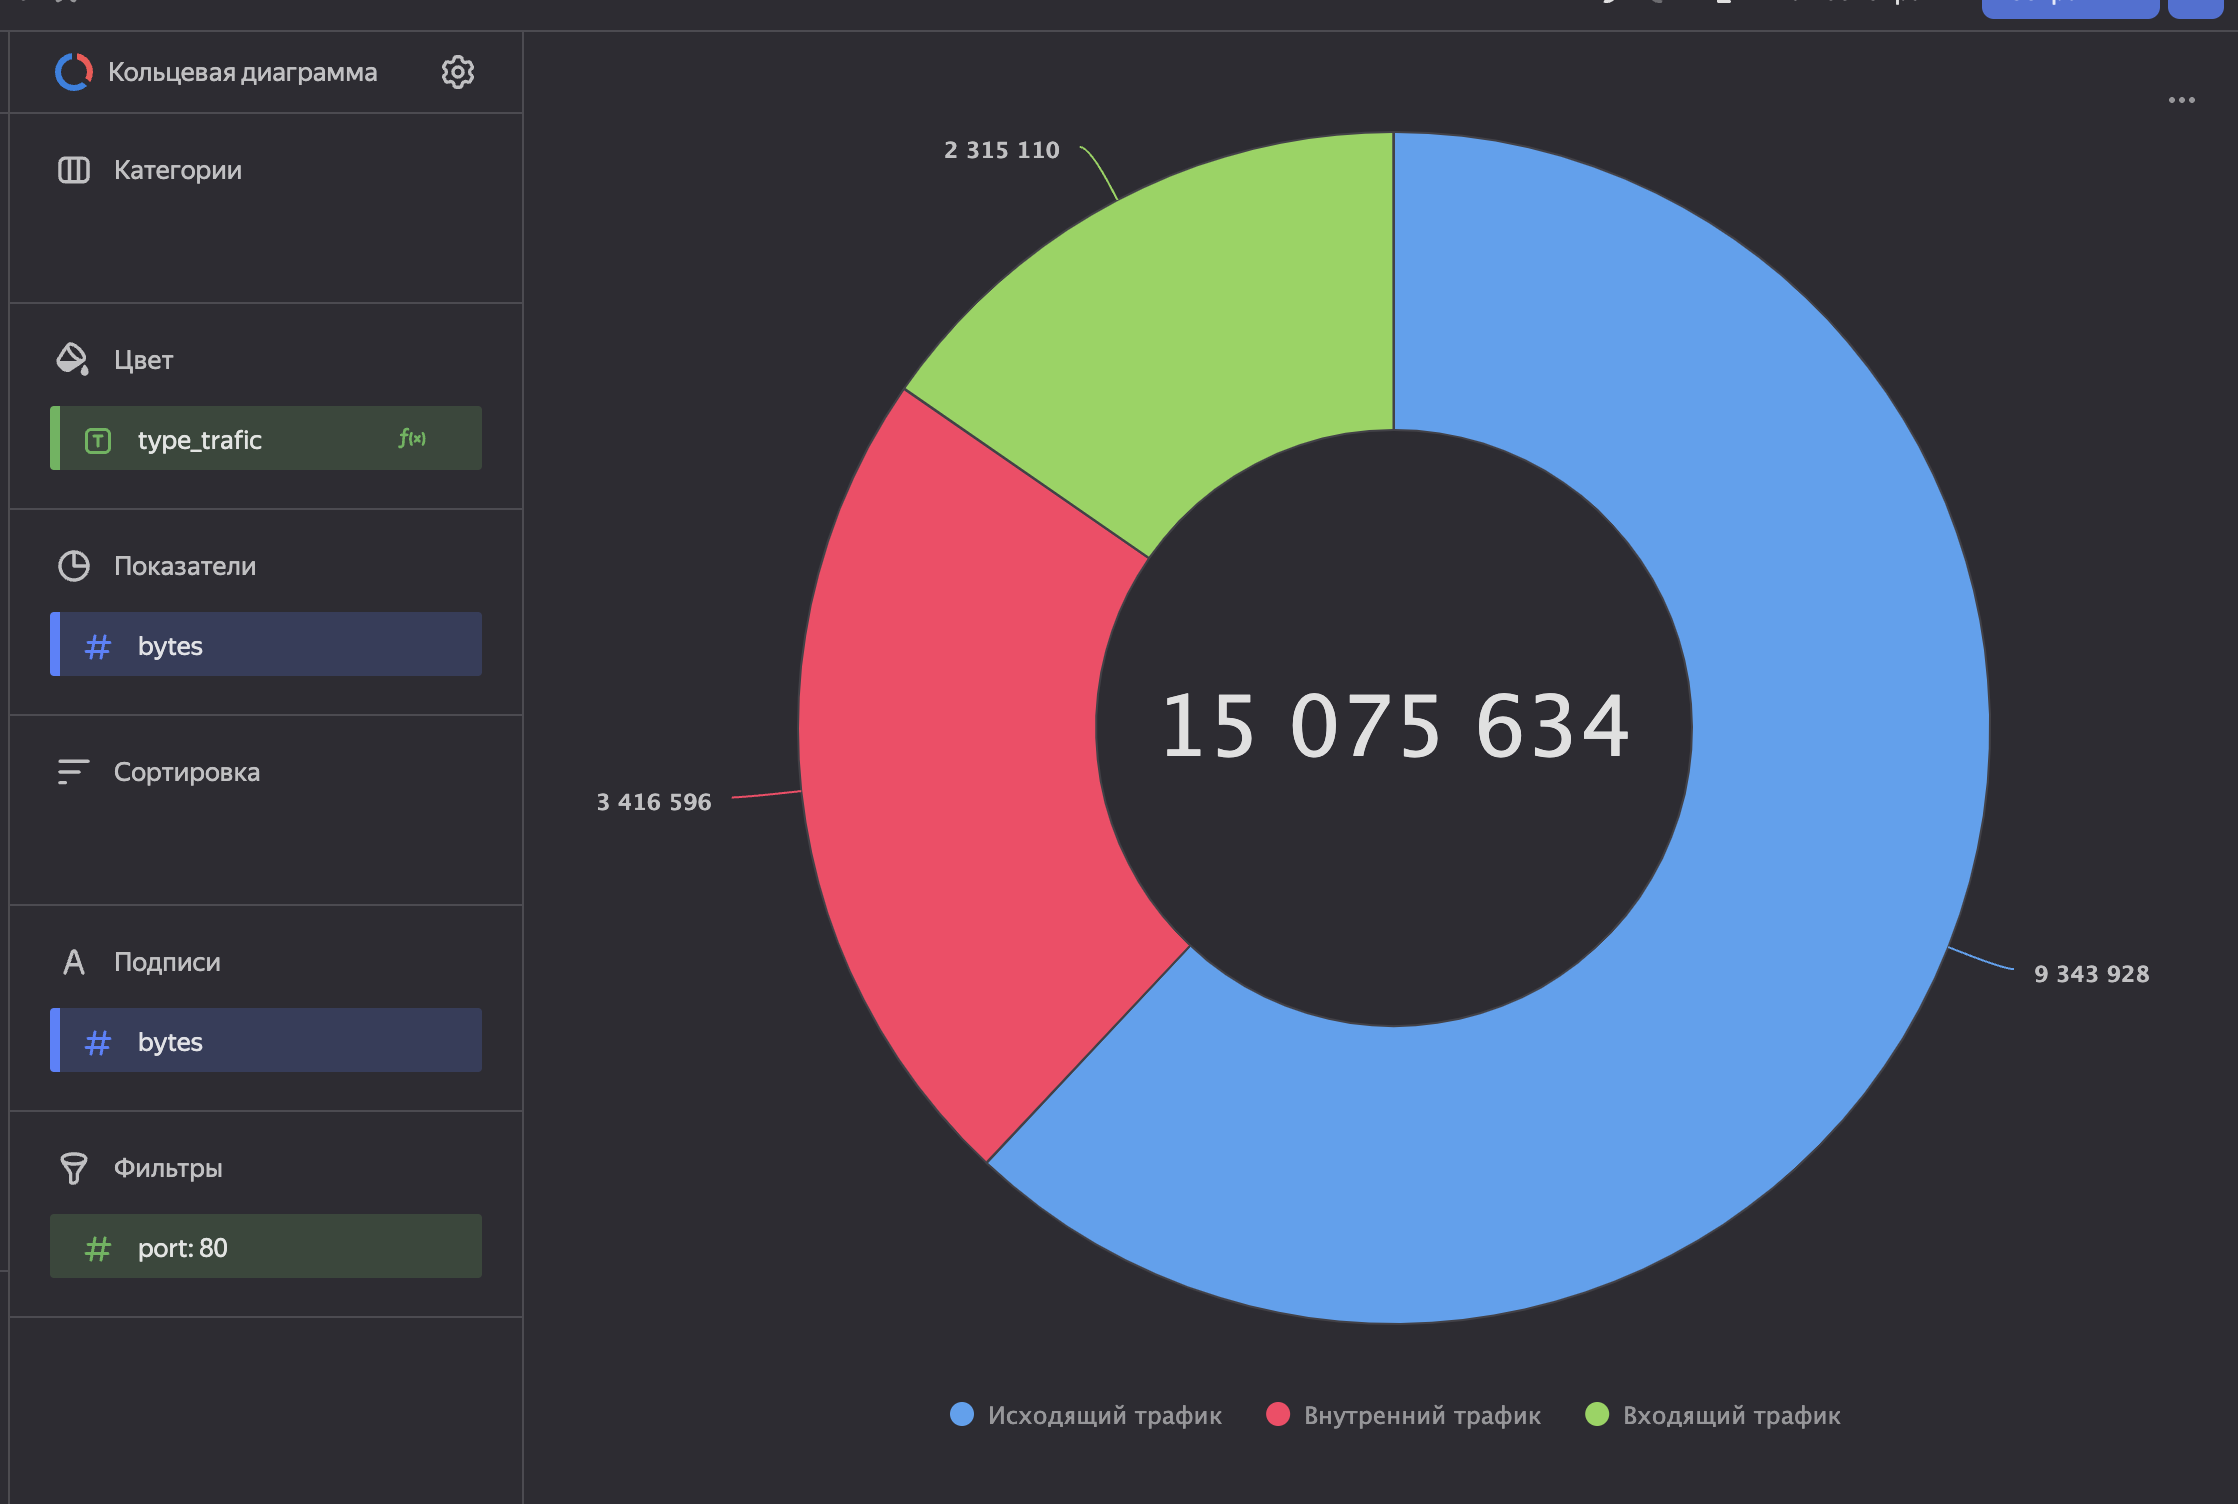 Кольцевая диаграмма
Категории
Цвет
type_trafic f(x)
Показатели
# bytes
Сортировка
Подписи
# bytes
Фильтры
# port: 80
2 315 110
15 075 634
3 416 596
9 343 928
Исходящий трафик Внутренний трафик Входящий трафик